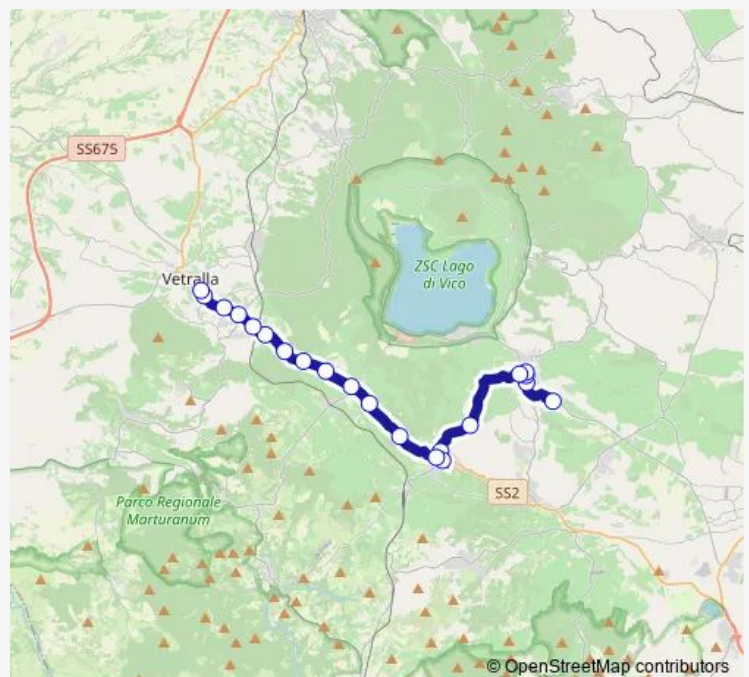 SS675
Vetralla
ZSC Lago
di Vico
SS2
Parco Regionale
Marturanum
© OpenStreetMap contributors